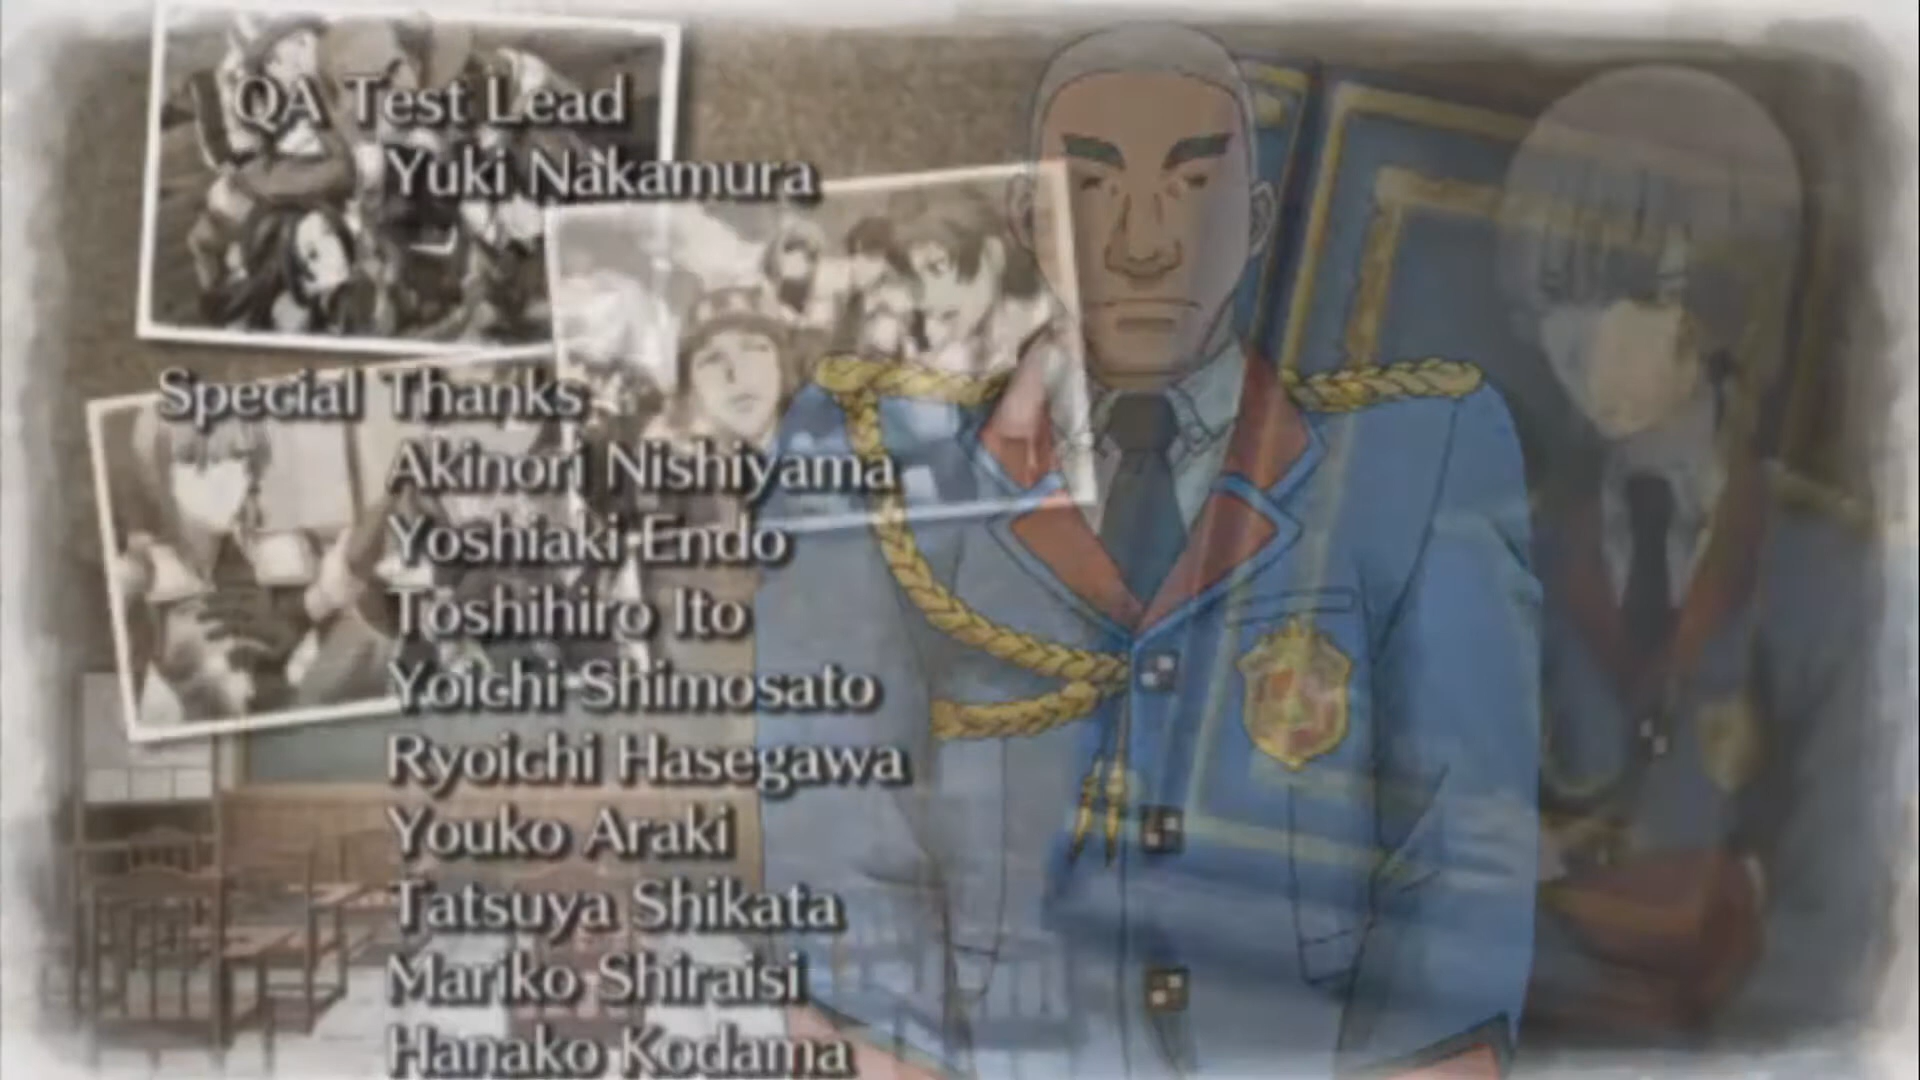 QA Test Lead
Yuki Nakamura
Special Thanks
Akinori Nishiyama
Yoshiaki Endo
Toshihiro Ito
Yoichi Shimosato
Ryoichi Hasegawa
Youko Araki
Tatsuya Shikata
Mariko Shiraisi
Hanako Kodama